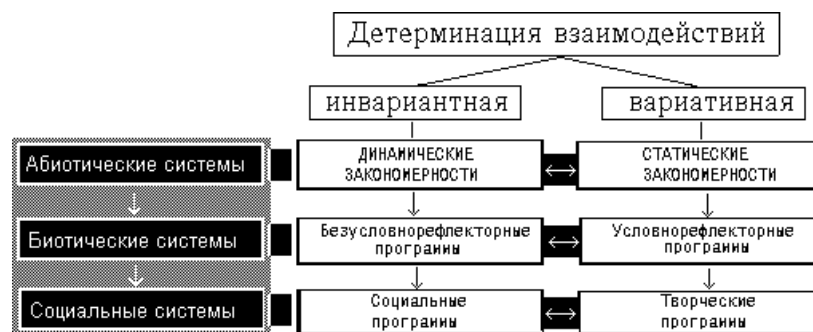 Детерминация взаимодействий
инвариантная
вариативная
Абиотические системы
ДИНАМИЧЕСКИЕ
ЗАКОНОМЕРНОСТИ
СТАТИЧЕСКИЕ
ЗАКОНОМЕРНОСТИ
Биотические системы
Безусловнорефлекторные
программы
Условнорефлекторные
программы
Социальные системы
Социальные
программы
Творческие
программы